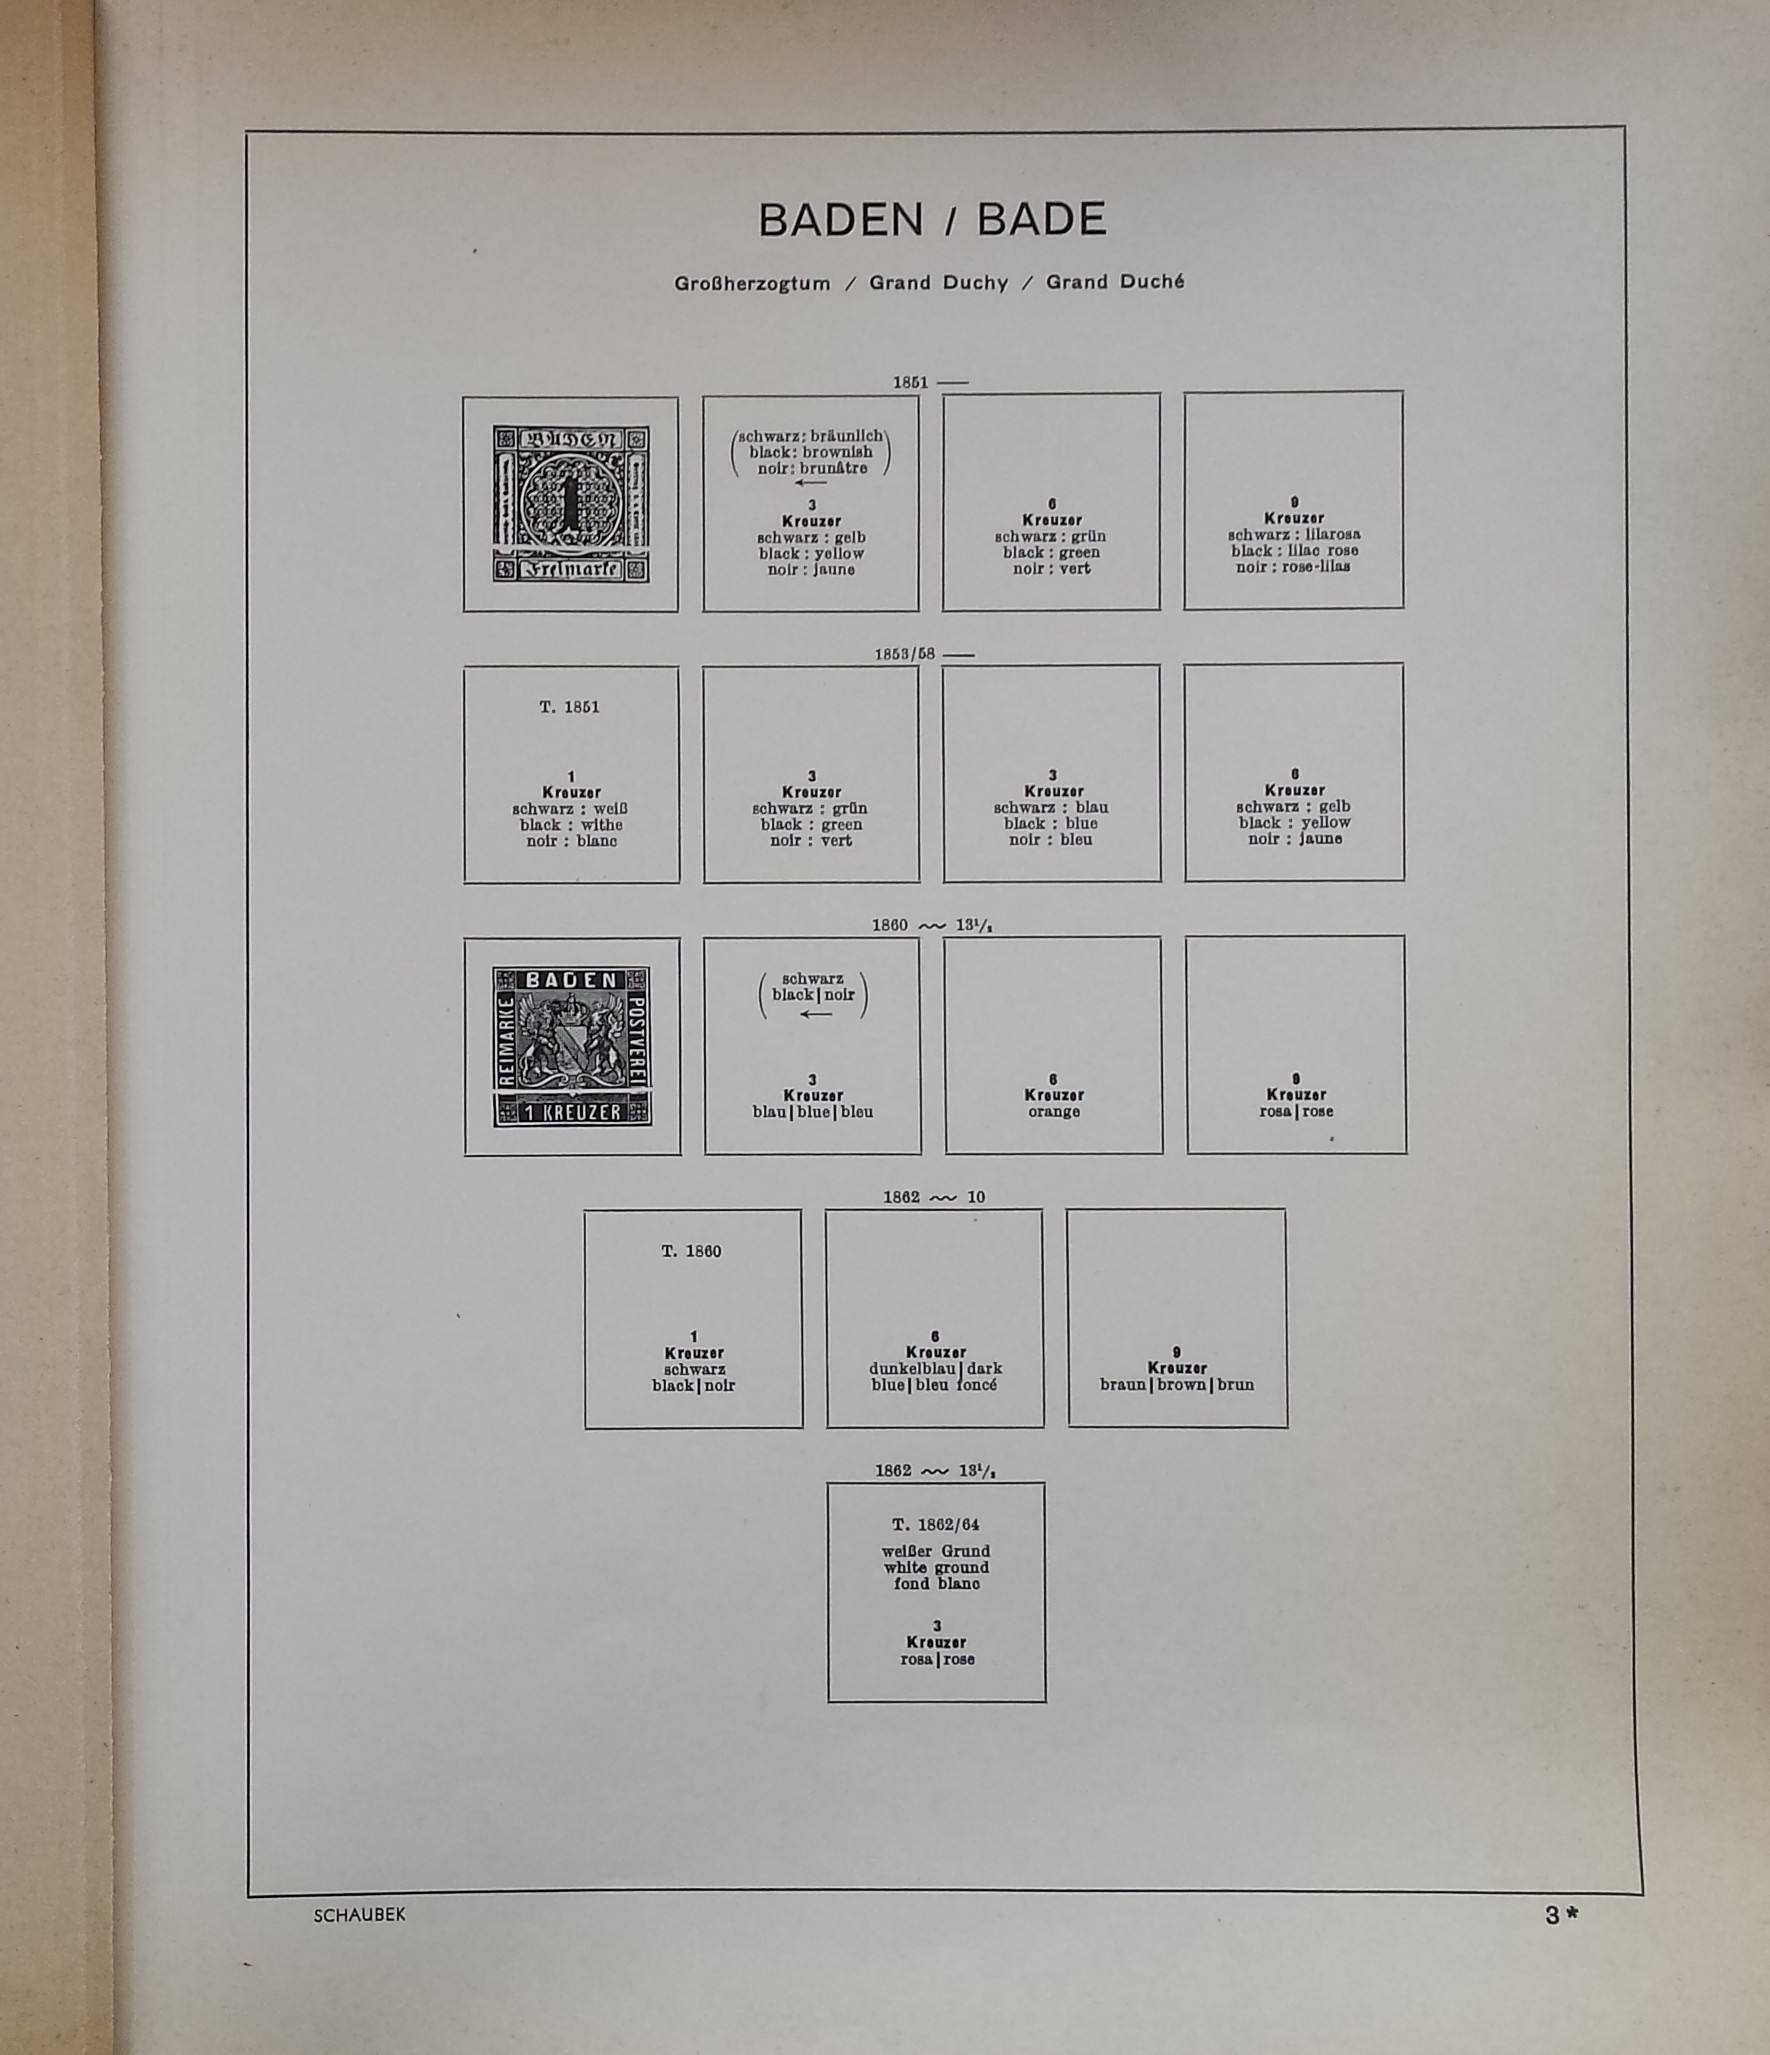 BADEN / BADE
Großherzogtum / Grand Duchy / Grand Duché
1851 —
BADEN
1
Freimarke
(schwarz: bräunlich
black: brownish
noir: brunâtre)
←
3
Kreuzer
schwarz : gelb
black : yellow
noir : jaune
6
Kreuzer
schwarz : grün
black : green
noir : vert
9
Kreuzer
schwarz : lilarosa
black : lilac rose
noir : rose-lilas
1853/58 —
T. 1851
1
Kreuzer
schwarz : weiß
black : withe
noir : blanc
3
Kreuzer
schwarz : grün
black : green
noir : vert
3
Kreuzer
schwarz : blau
black : blue
noir : bleu
6
Kreuzer
schwarz : gelb
black : yellow
noir : jaune
1860 ~~ 13¹/₂
BADEN
REIMARKE
POSTVEREI
1 KREUZER
(schwarz
black|noir)
←
3
Kreuzer
blau|blue|bleu
6
Kreuzer
orange
9
Kreuzer
rosa|rose
1862 ~~ 10
T. 1860
1
Kreuzer
schwarz
black|noir
6
Kreuzer
dunkelblau|dark
blue|bleu foncé
9
Kreuzer
braun|brown|brun
1862 ~~ 13¹/₂
T. 1862/64
weißer Grund
white ground
fond blanc
3
Kreuzer
rosa|rose
SCHAUBEK
3*